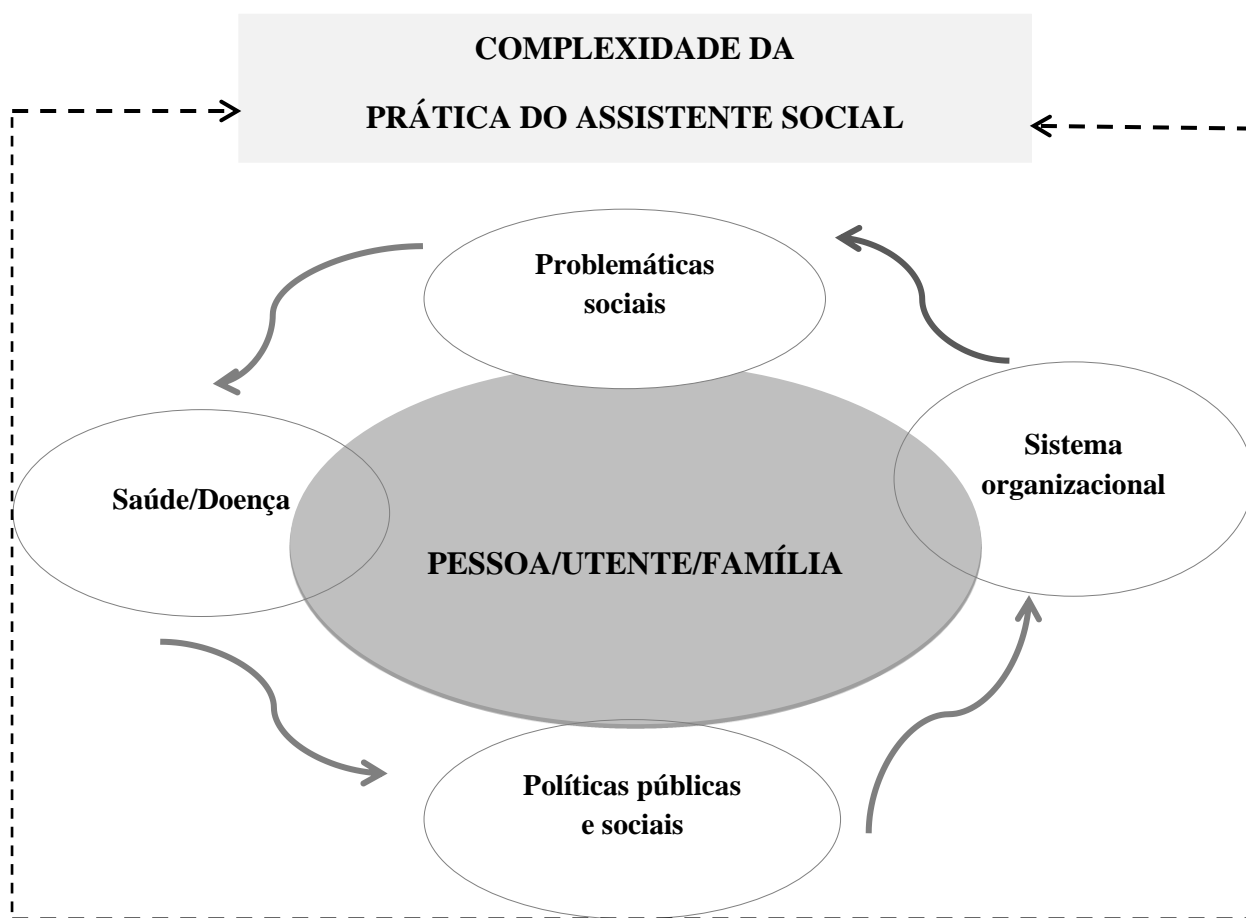 COMPLEXIDADE DA
PRÁTICA DO ASSISTENTE SOCIAL
Problemáticas
sociais
Saúde/Doença
Sistema
organizacional
PESSOA/UTENTE/FAMÍLIA
Políticas públicas
e sociais